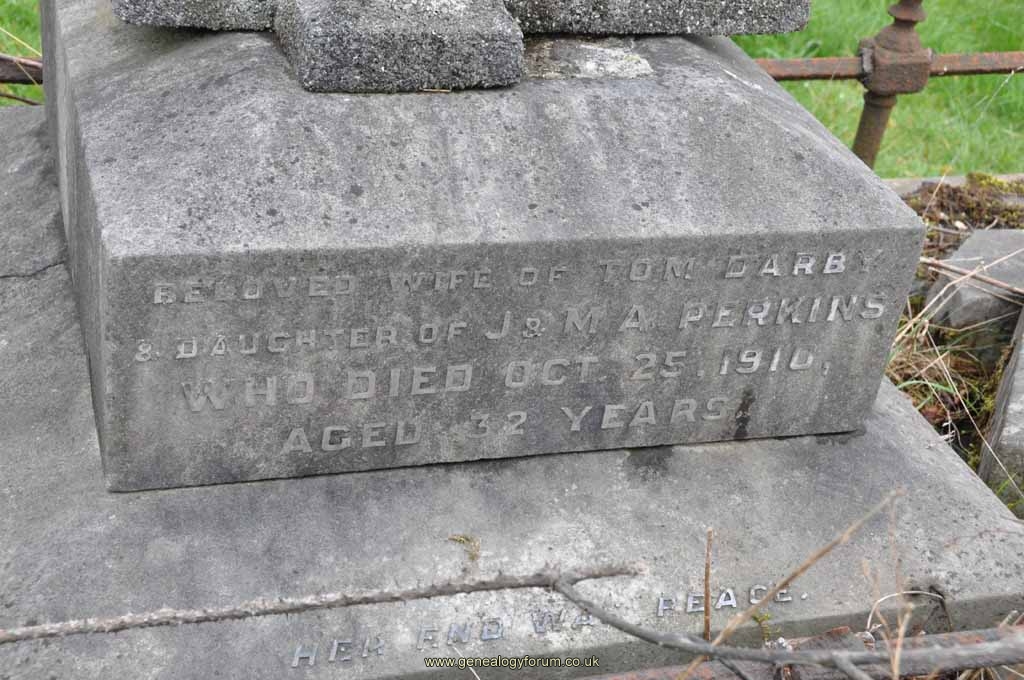 BELOVED WIFE OF TOM DARBY
& DAUGHTER OF J & M A PERKINS
WHO DIED OCT. 25. 1910,
AGED 32 YEARS
HER END WAS PEACE.
www.genealogyforum.co.uk